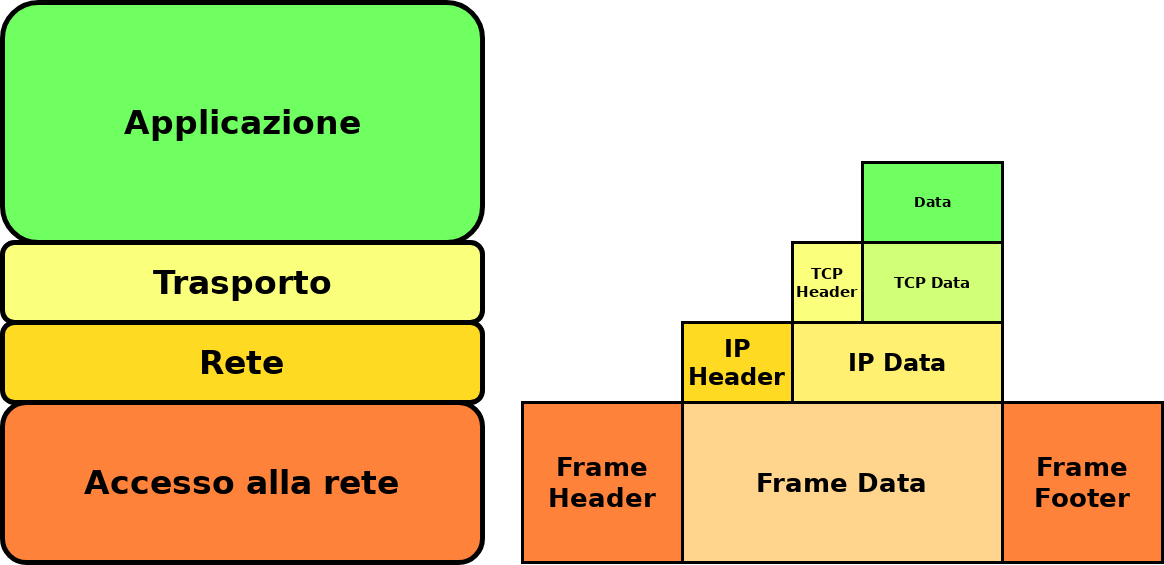 Applicazione
Trasporto
Rete
Accesso alla rete
Data
TCP
Header
TCP Data
IP
Header
IP Data
Frame
Header
Frame Data
Frame
Footer